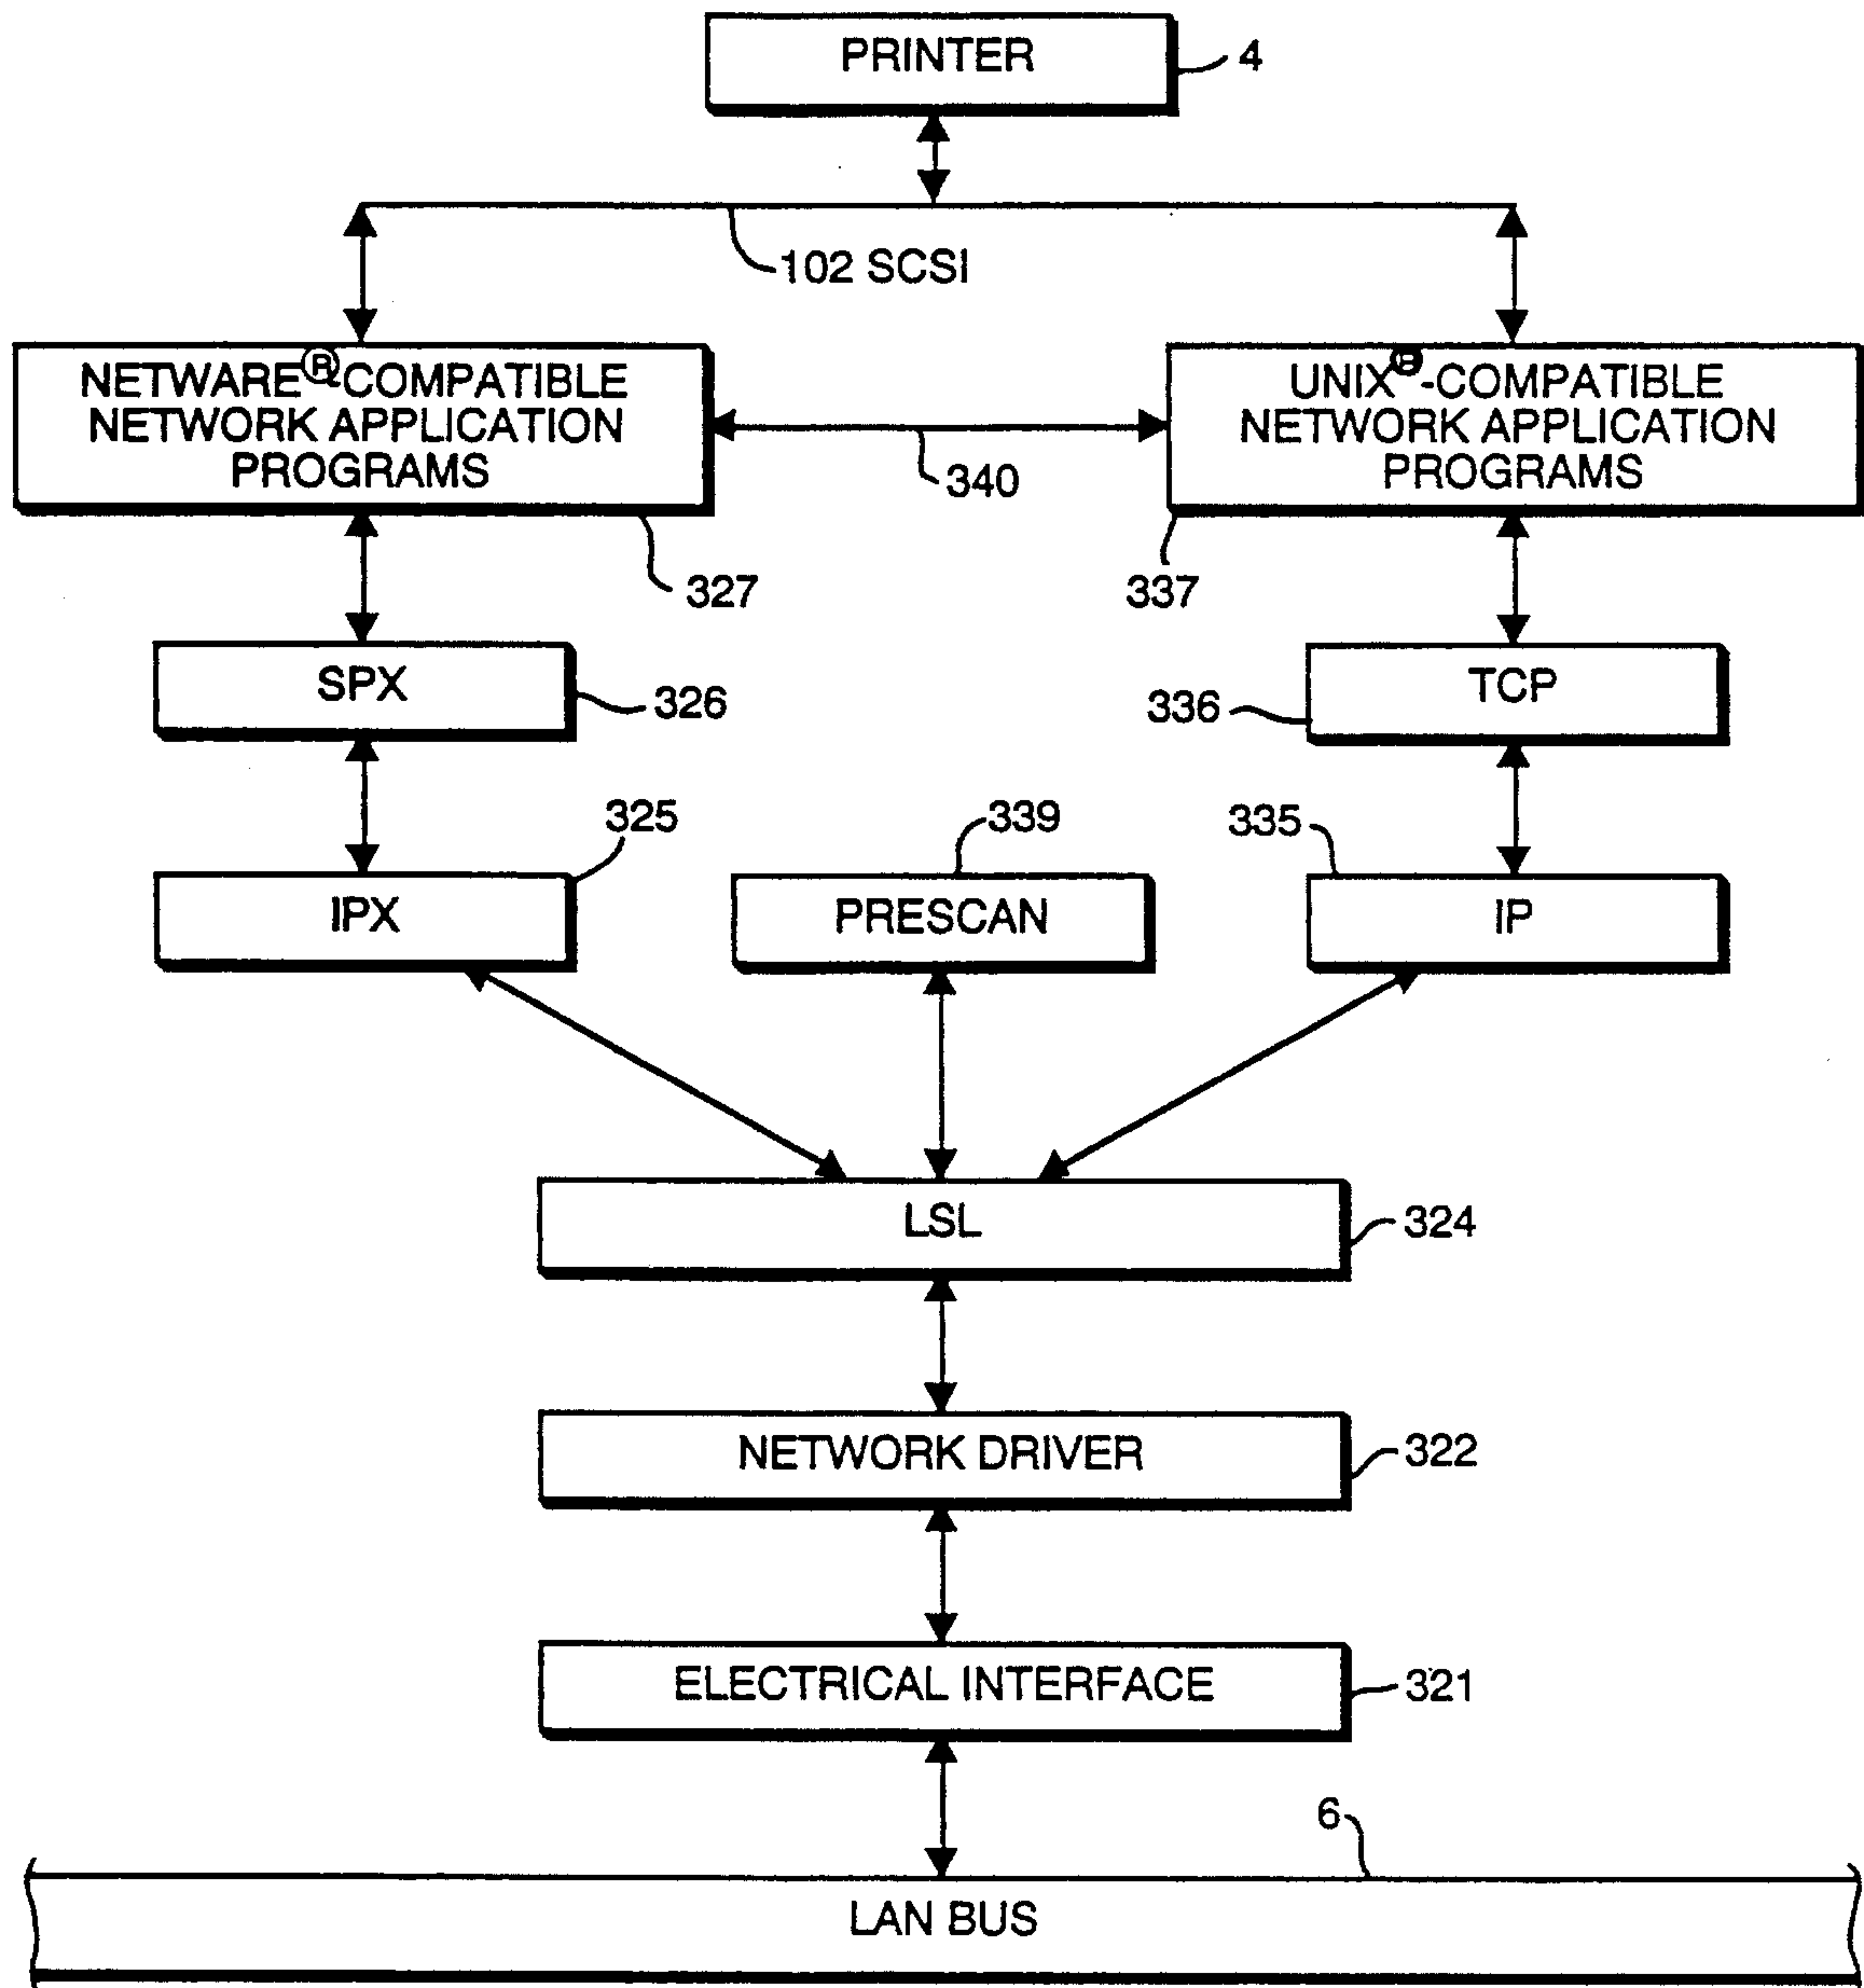 PRINTER
4
102 SCSI
NETWARE®-COMPATIBLE
NETWORK APPLICATION
PROGRAMS
UNIX®-COMPATIBLE
NETWORK APPLICATION
PROGRAMS
340
327
337
SPX
326
336
TCP
325
339
335
IPX
PRESCAN
IP
LSL
324
NETWORK DRIVER
322
ELECTRICAL INTERFACE
321
6
LAN BUS